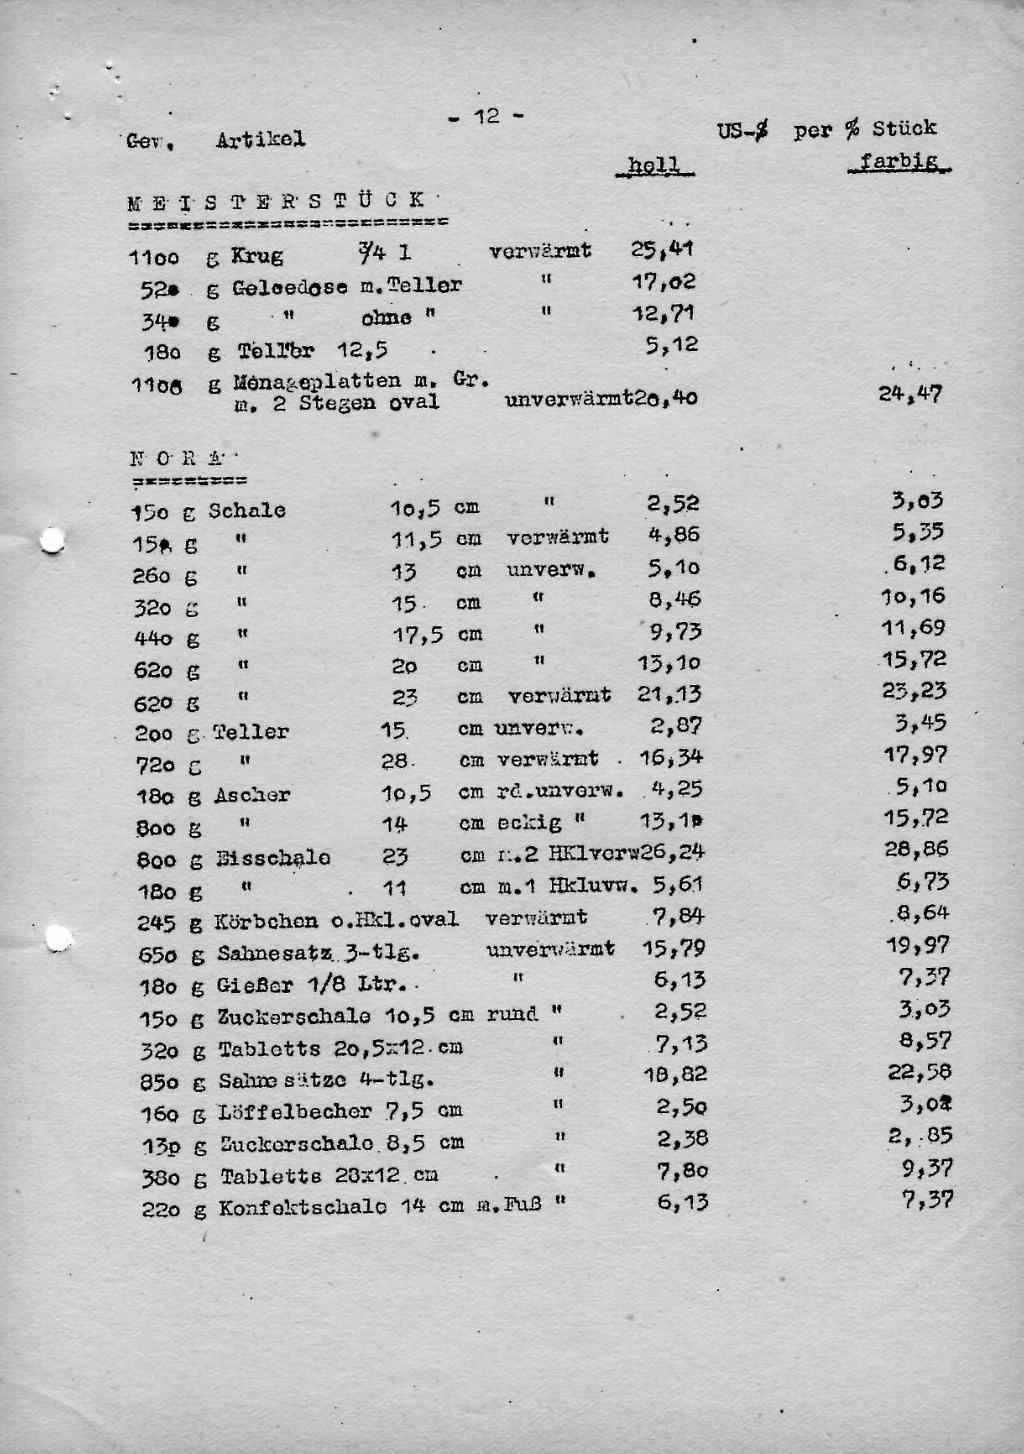 - 12 -
Gew. Artikel US-$ per % Stück
hell farbig
MEISTERSTÜCK
===========================
1100 g Krug 3/4 l verwärmt 25,41
520 g Geleedose m.Teller " 17,02
340 g " ohne " " 12,71
180 g Teller 12,5 5,12
1100 g Menageplatten m. Gr.
m. 2 Stegen oval unverwärmt20,40 24,47
NORA
=========
150 g Schale 10,5 cm " 2,52 3,03
150 g " 11,5 cm verwärmt 4,86 5,35
260 g " 13 cm unverw. 5,10 6,12
320 g " 15 cm " 8,46 10,16
440 g " 17,5 cm " 9,73 11,69
620 g " 20 cm " 13,10 15,72
620 g " 23 cm verwärmt 21,13 23,23
200 g Teller 15 cm unverw. 2,87 3,45
720 g " 28 cm verwärmt 16,34 17,97
180 g Ascher 10,5 cm rd.unverw. 4,25 5,10
800 g " 14 cm eckig " 13,10 15,72
800 g Eisschale 23 cm m.2 HKlverw26,24 28,86
180 g " 11 cm m.1 Hkluvw. 5,61 6,73
245 g Körbchen o.Hkl.oval verwärmt 7,84 8,64
650 g Sahnesatz 3-tlg. unverwärmt 15,79 19,97
180 g Gießer 1/8 Ltr. " 6,13 7,37
150 g Zuckerschale 10,5 cm rund " 2,52 3,03
320 g Tabletts 20,5x12 cm " 7,13 8,57
850 g Sahnesätze 4-tlg. " 18,82 22,58
160 g Löffelbecher 7,5 cm " 2,50 3,02
130 g Zuckerschale 8,5 cm " 2,38 2,85
380 g Tabletts 28x12 cm " 7,80 9,37
220 g Konfektschale 14 cm m.Fuß " 6,13 7,37